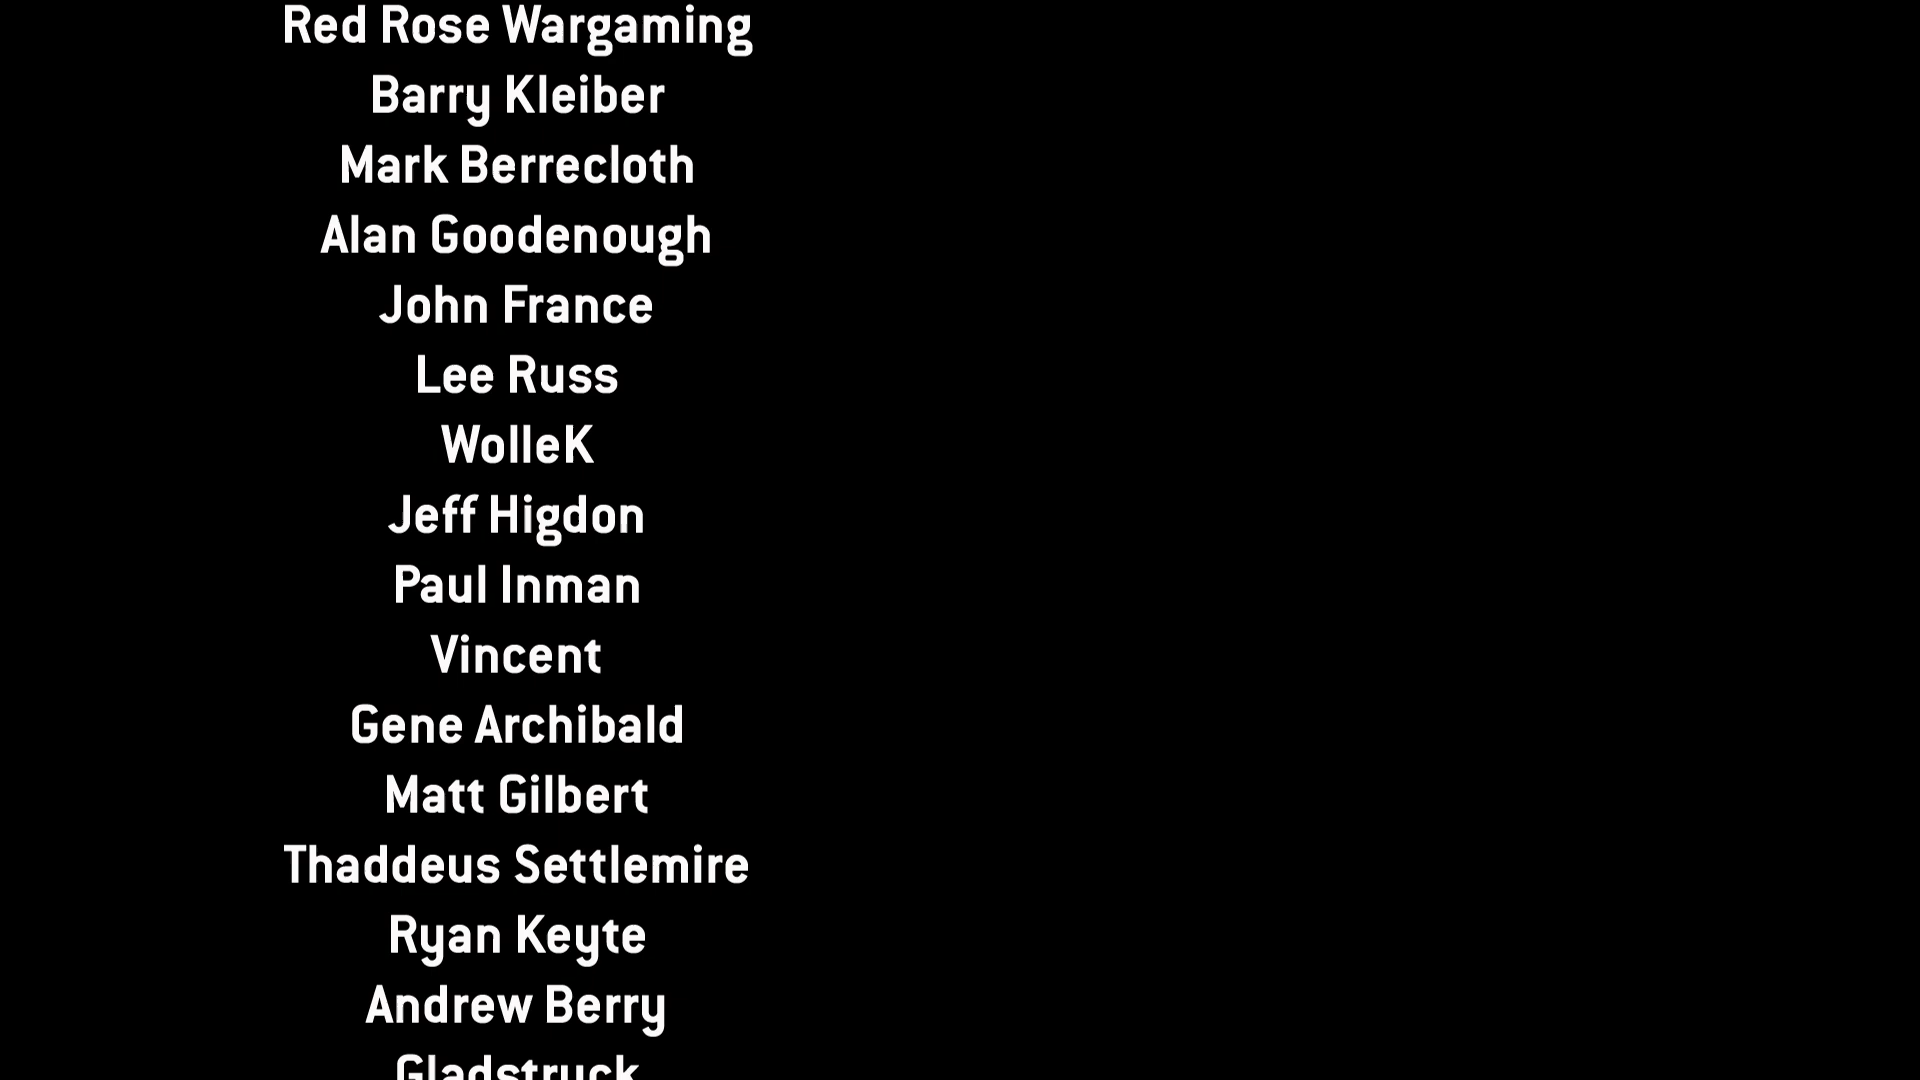 Red Rose Wargaming
Barry Kleiber
Mark Berrecloth
Alan Goodenough
John France
Lee Russ
WolleK
Jeff Higdon
Paul Inman
Vincent
Gene Archibald
Matt Gilbert
Thaddeus Settlemire
Ryan Keyte
Andrew Berry
Gladstruck